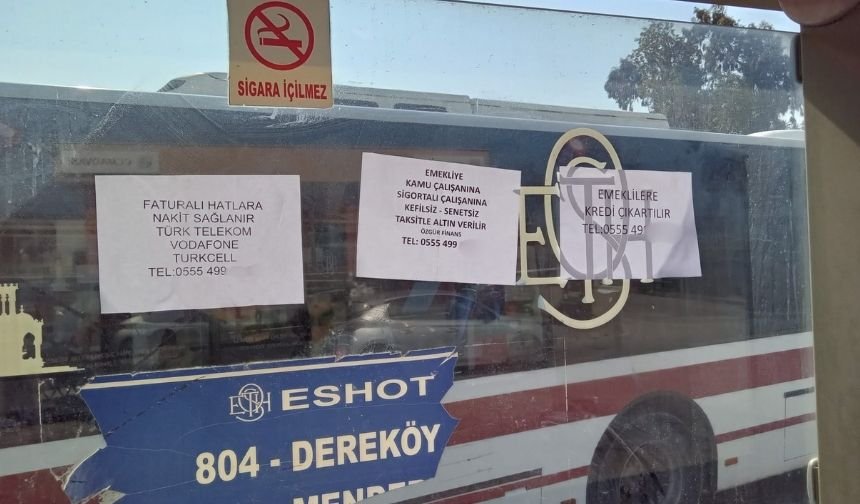 SİGARA İÇİLMEZ
FATURALI HATLARA
NAKİT SAĞLANIR
TÜRK TELEKOM
VODAFONE
TURKCELL
TEL:0555 499
EMEKLİYE
KAMU ÇALIŞANINA
SİGORTALI ÇALIŞANINA
KEFİLSİZ - SENETSİZ
TAKSİTLE ALTIN VERİLİR
ÖZGÜR FİNANS
TEL: 0555 499
EMEKLİLERE
KREDİ ÇIKARTILIR
TEL:0555 49
ESHOT
804 - DEREKÖY